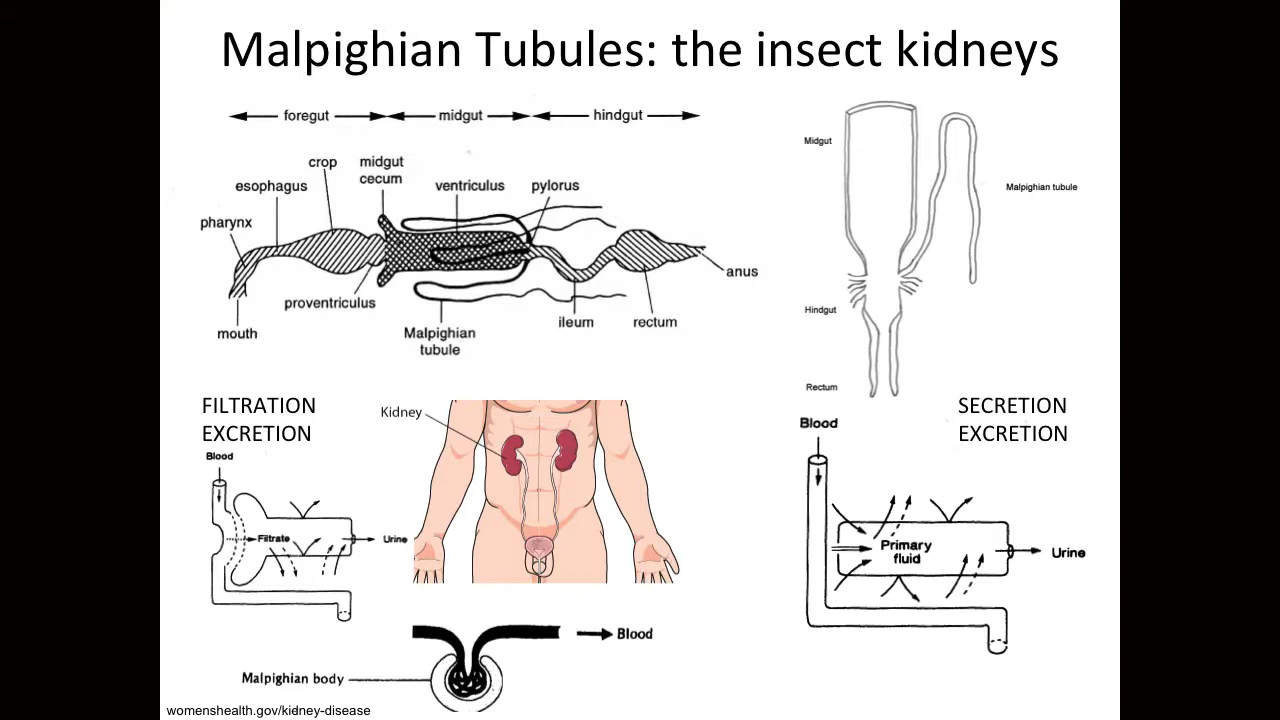 Malpighian Tubules: the insect kidneys
foregut
midgut
hindgut
crop
midgut
cecum
esophagus
ventriculus
pylorus
pharynx
anus
proventriculus
mouth
Malpighian
tubule
ileum
rectum
Midgut
Malpighian tubule
Hindgut
Rectum
FILTRATION
EXCRETION
Blood
Filtrate
Urine
Kidney
SECRETION
EXCRETION
Blood
Primary
fluid
Urine
Blood
Malpighian body
womenshealth.gov/kidney-disease